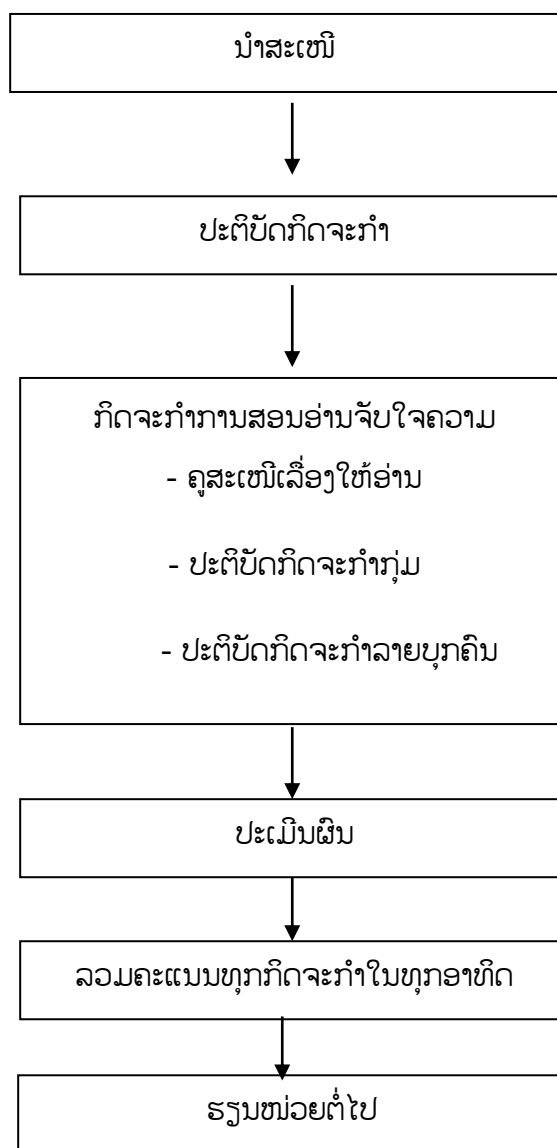 ນໍາສະເໜີ
ປະຕິບັດກິດຈະກໍາ
ກິດຈະກໍາການສອນອ່ານຈັບໃຈຄວາມ
- ຄູສະເໜີເລື່ອງໃຫ້ອ່ານ
- ປະຕິບັດກິດຈະກໍາກຸ່ມ
- ປະຕິບັດກິດຈະກໍາລາຍບຸກຄົນ
ປະເມີນຜົນ
ລວມຄະແນນທຸກກິດຈະກໍາໃນທຸກອາທິດ
ຮຽນໜ່ວຍຕໍ່ໄປ